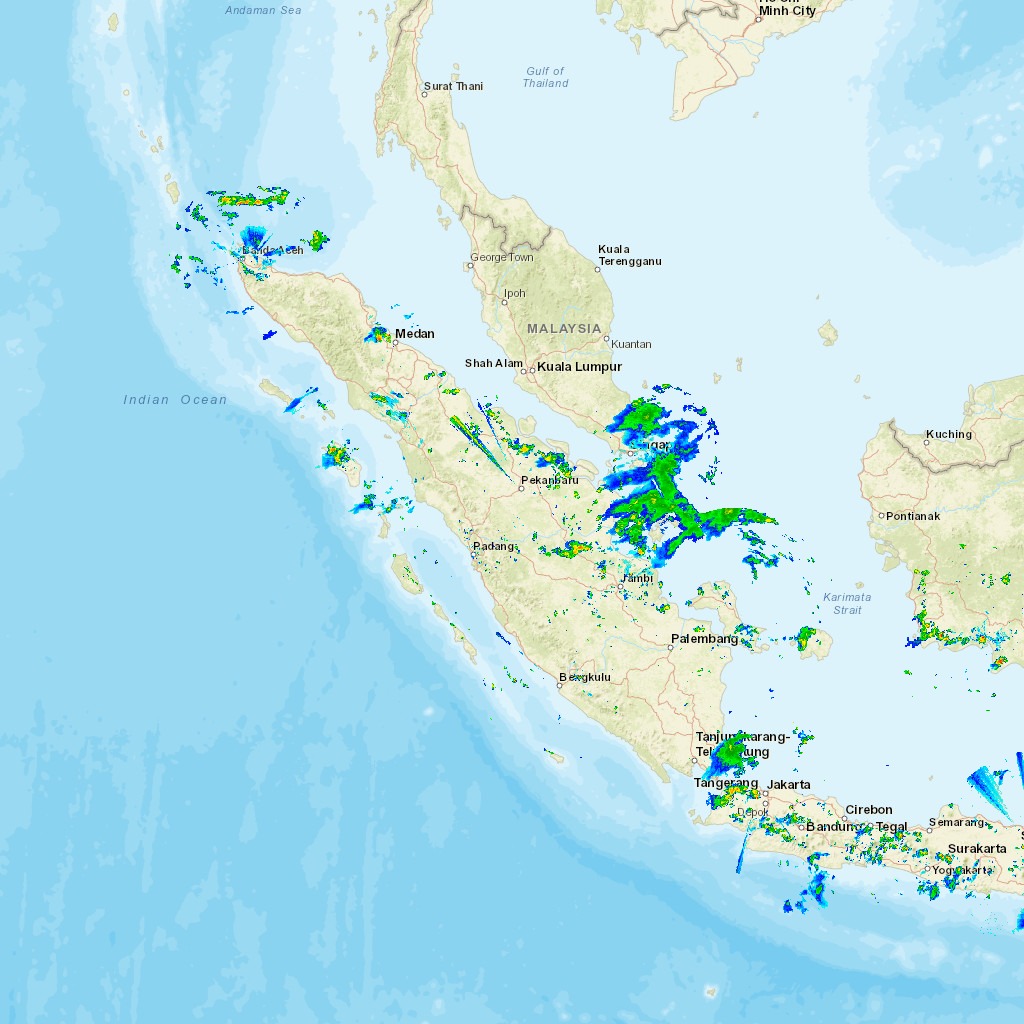 Andaman Sea
Minh City
Gulf of
Thailand
Surat Thani
Kuala
Terengganu
Banda Aceh
George Town
Ipoh
MALAYSIA
Medan
Kuantan
Shah Alam
Kuala Lumpur
Indian Ocean
Kuching
Pekanbaru
Pontianak
Padang
Jambi
Karimata
Strait
Palembang
Bengkulu
Tangerang
Jakarta
Depok
Cirebon
Bandung
Tegal
Semarang
Surakarta
Yogyakarta